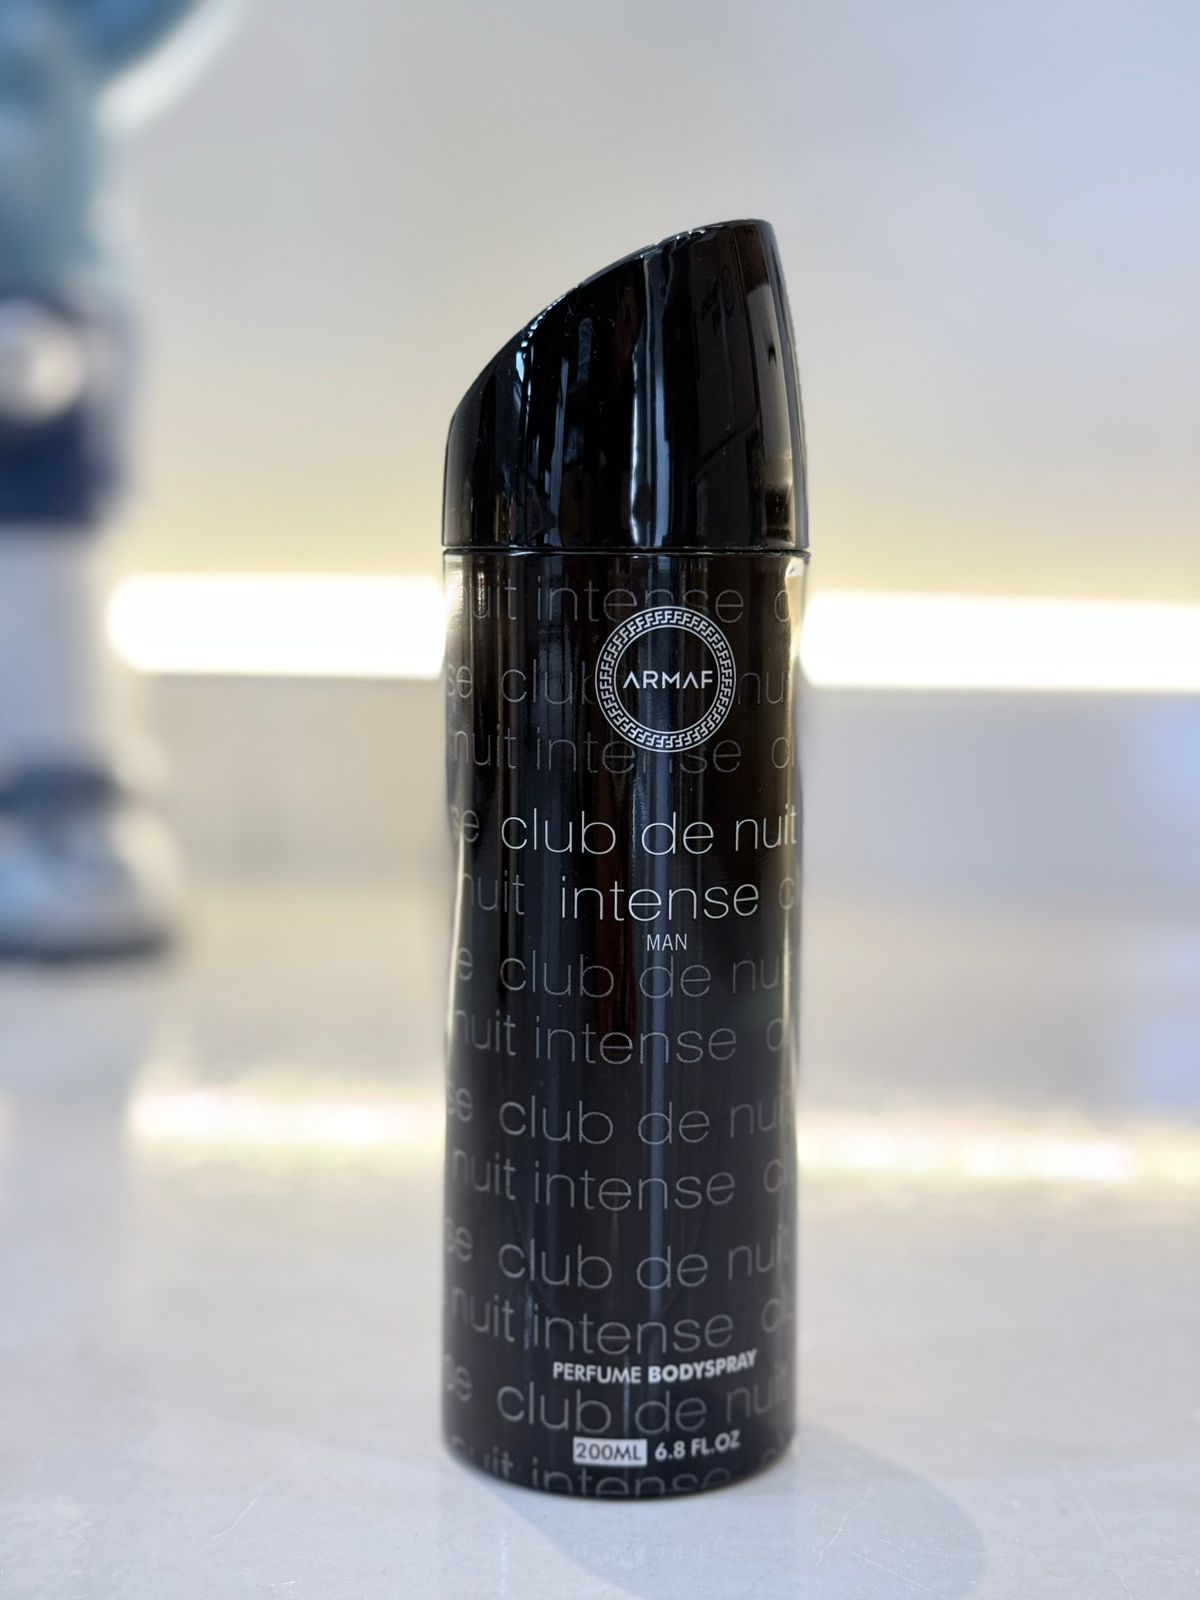 nuit intense
club nu
ARMAF
nuit intense
se club de nuit
nuit intense
MAN
club de nuit
nuit intense
se club de nuit
nuit intense
se club de nuit
nuit intense
PERFUME BODYSPRAY
se club de nuit
200ML 6.8 FL.OZ
nuit intense